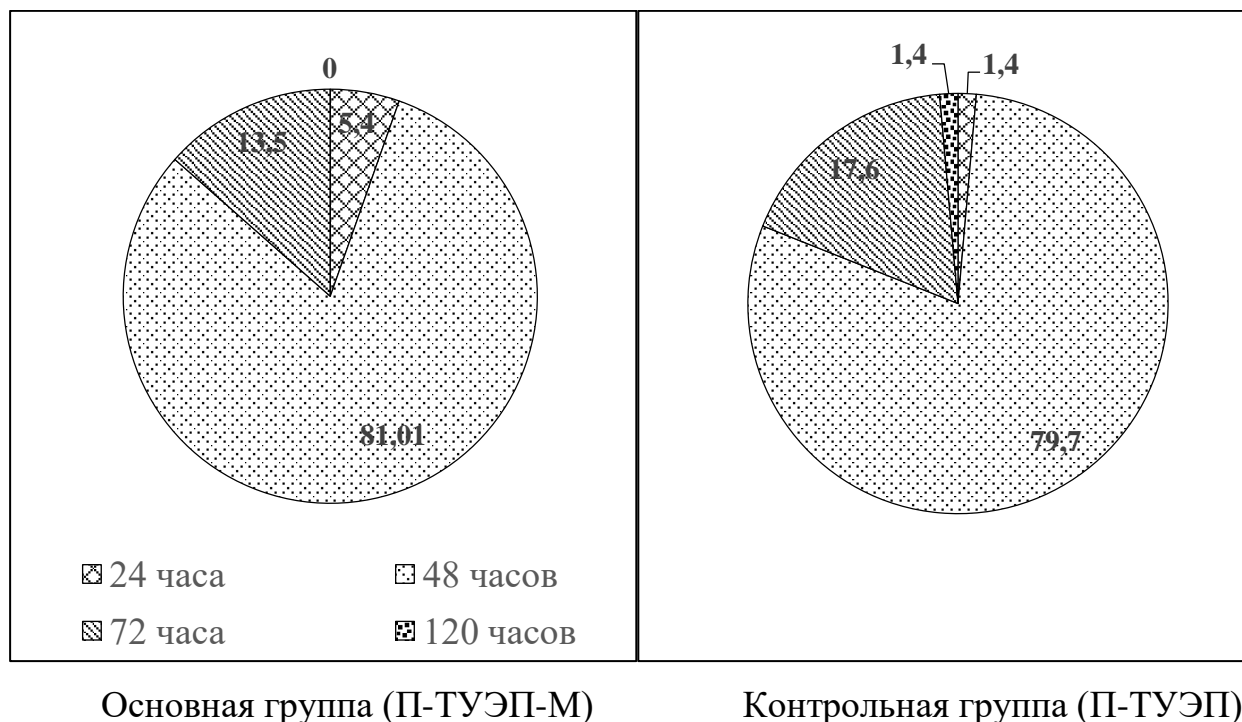 0
5,4
13,5
81,01
24 часа
48 часов
72 часа
120 часов
1,4
1,4
17,6
79,7
Основная группа (П-ТУЭП-М)
Контрольная группа (П-ТУЭП)